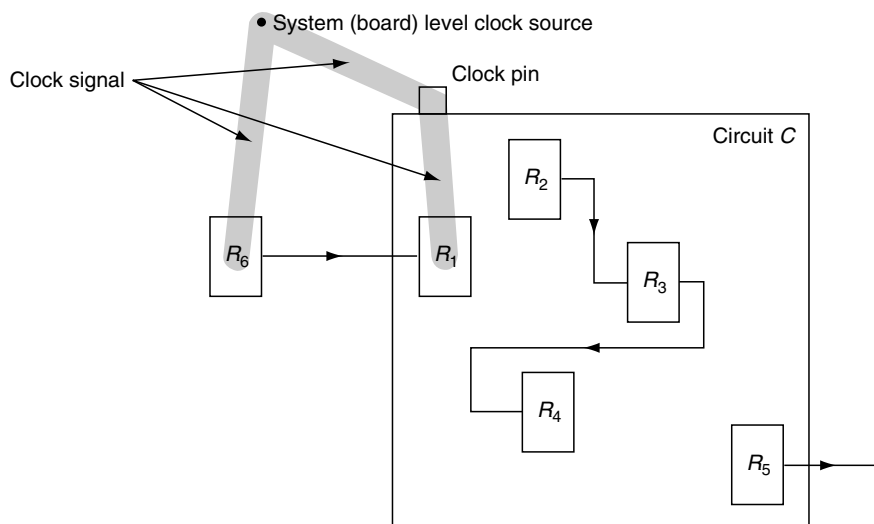 System (board) level clock source
Clock signal
Clock pin
Circuit C
R2
R6
R1
R3
R4
R5